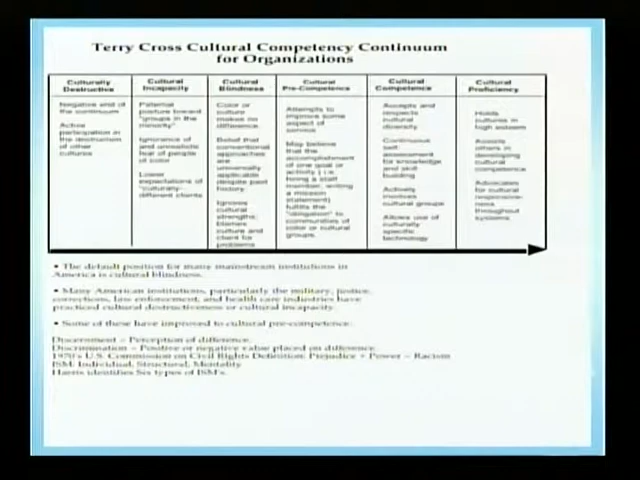 Terry Cross Cultural Competency Continuum
for Organizations
Culturally
Destructive
Negative end of
the continuum
Active
participation in
the destruction
of other
cultures
Cultural
Incapacity
Paternal
posture toward
"groups in the
minority"
Ignorance of
and unrealistic
fear of people
of color
Lower
expectations of
"culturally-
different clients
Cultural
Blindness
Color or
culture
makes no
difference.
Belief that
conventional
approaches
are
universally
applicable
despite past
history.
Ignores
cultural
strengths;
blames
culture and
client for
problems
Cultural
Pre-Competence
Attempts to
improve some
aspect of
service
May believe
that the
accomplishment
of one goal or
activity ( i.e.
hiring a staff
member, writing
a mission
statement)
fulfills the
"obligation" to
communities of
color or cultural
groups.
Cultural
Competence
Accepts and
respects
cultural
diversity
Continuous
self-
assessment
for knowledge
and skill
building
Actively
involves
cultural groups
Allows use of
culturally
specific
technology
Cultural
Proficiency
Holds
cultures in
high esteem
Assists
others in
developing
cultural
competence
Advocates
for cultural
responsive-
ness
throughout
systems
• The default position for many mainstream institutions in
America is cultural blindness.
• Many American institutions, particularly the military, justice,
corrections, law enforcement, and health care industries have
practiced cultural destructiveness or cultural incapacity.
• Some of these have improved to cultural pre-competence.
Discernment = Perception of difference.
Discrimination = Positive or negative value placed on difference.
1970's U.S. Commission on Civil Rights Definition: Prejudice + Power = Racism
ISM: Individual, Structural, Mentality
Harris identifies Six types of ISM's.